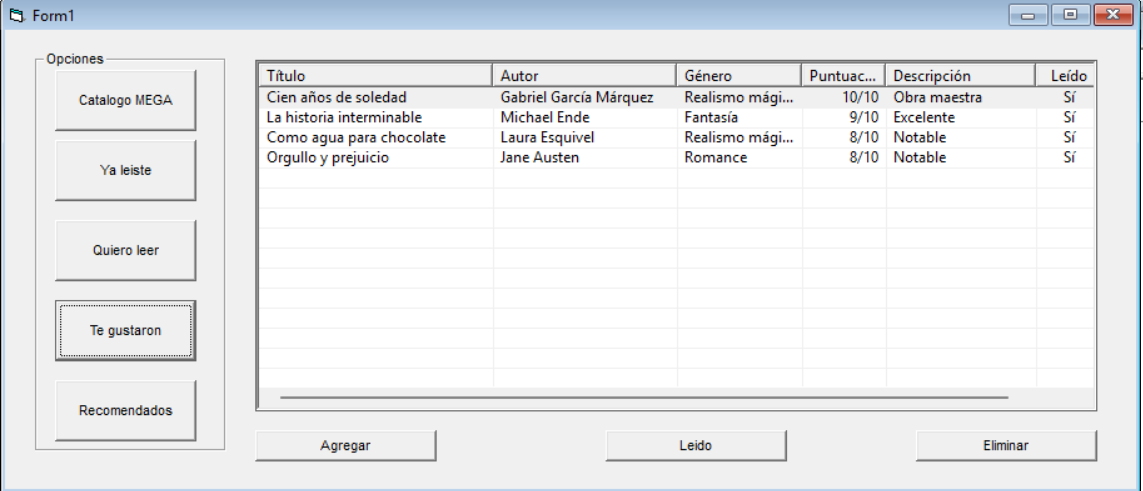 Form1
Opciones
Catalogo MEGA
Ya leiste
Quiero leer
Te gustaron
Recomendados
Título Autor Género Puntuac... Descripción Leído
Cien años de soledad Gabriel García Márquez Realismo mági... 10/10 Obra maestra Sí
La historia interminable Michael Ende Fantasía 9/10 Excelente Sí
Como agua para chocolate Laura Esquivel Realismo mági... 8/10 Notable Sí
Orgullo y prejuicio Jane Austen Romance 8/10 Notable Sí
Agregar Leido Eliminar